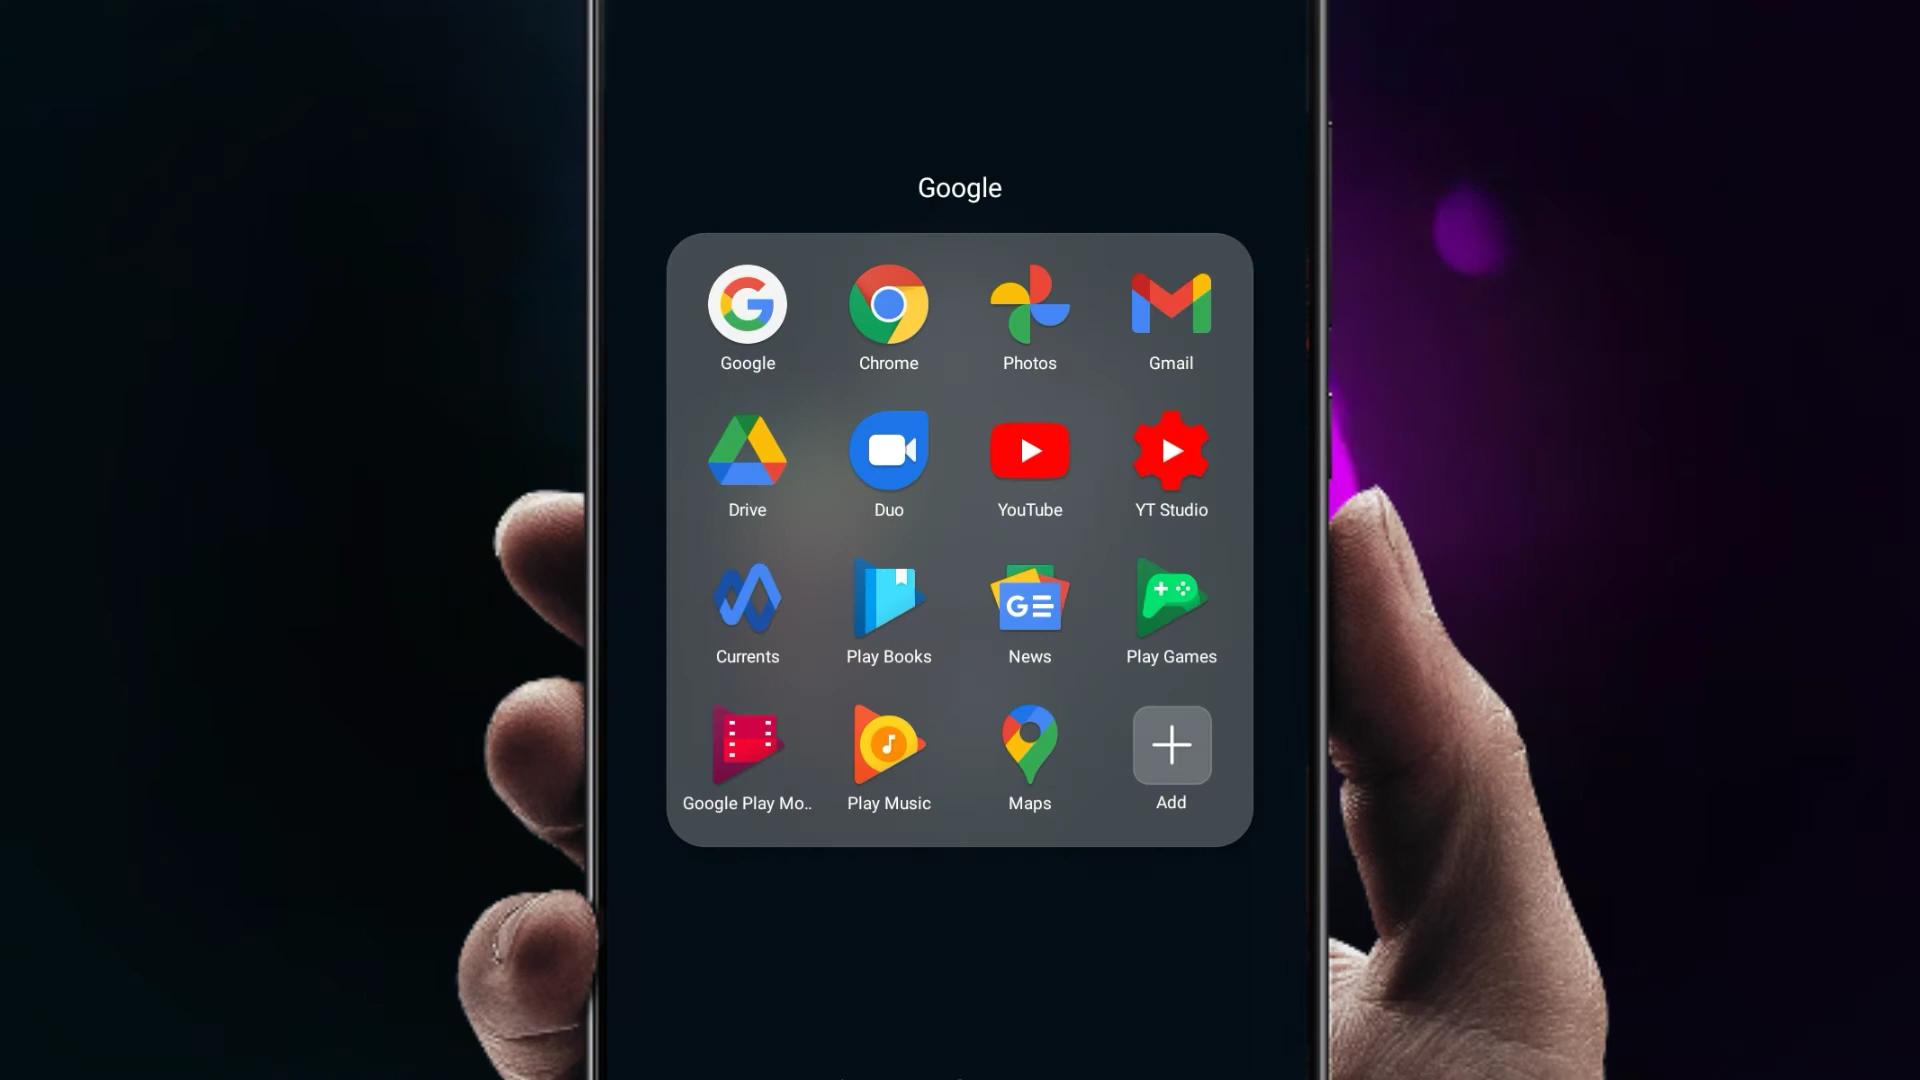 Google
Google Chrome Photos Gmail
Drive Duo YouTube YT Studio
GE
Currents Play Books News Play Games
Google Play Mo.. Play Music Maps Add